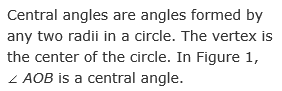 Central angles are angles formed by
any two radii in a circle. The vertex is
the center of the circle. In Figure 1,
∠ AOB is a central angle.